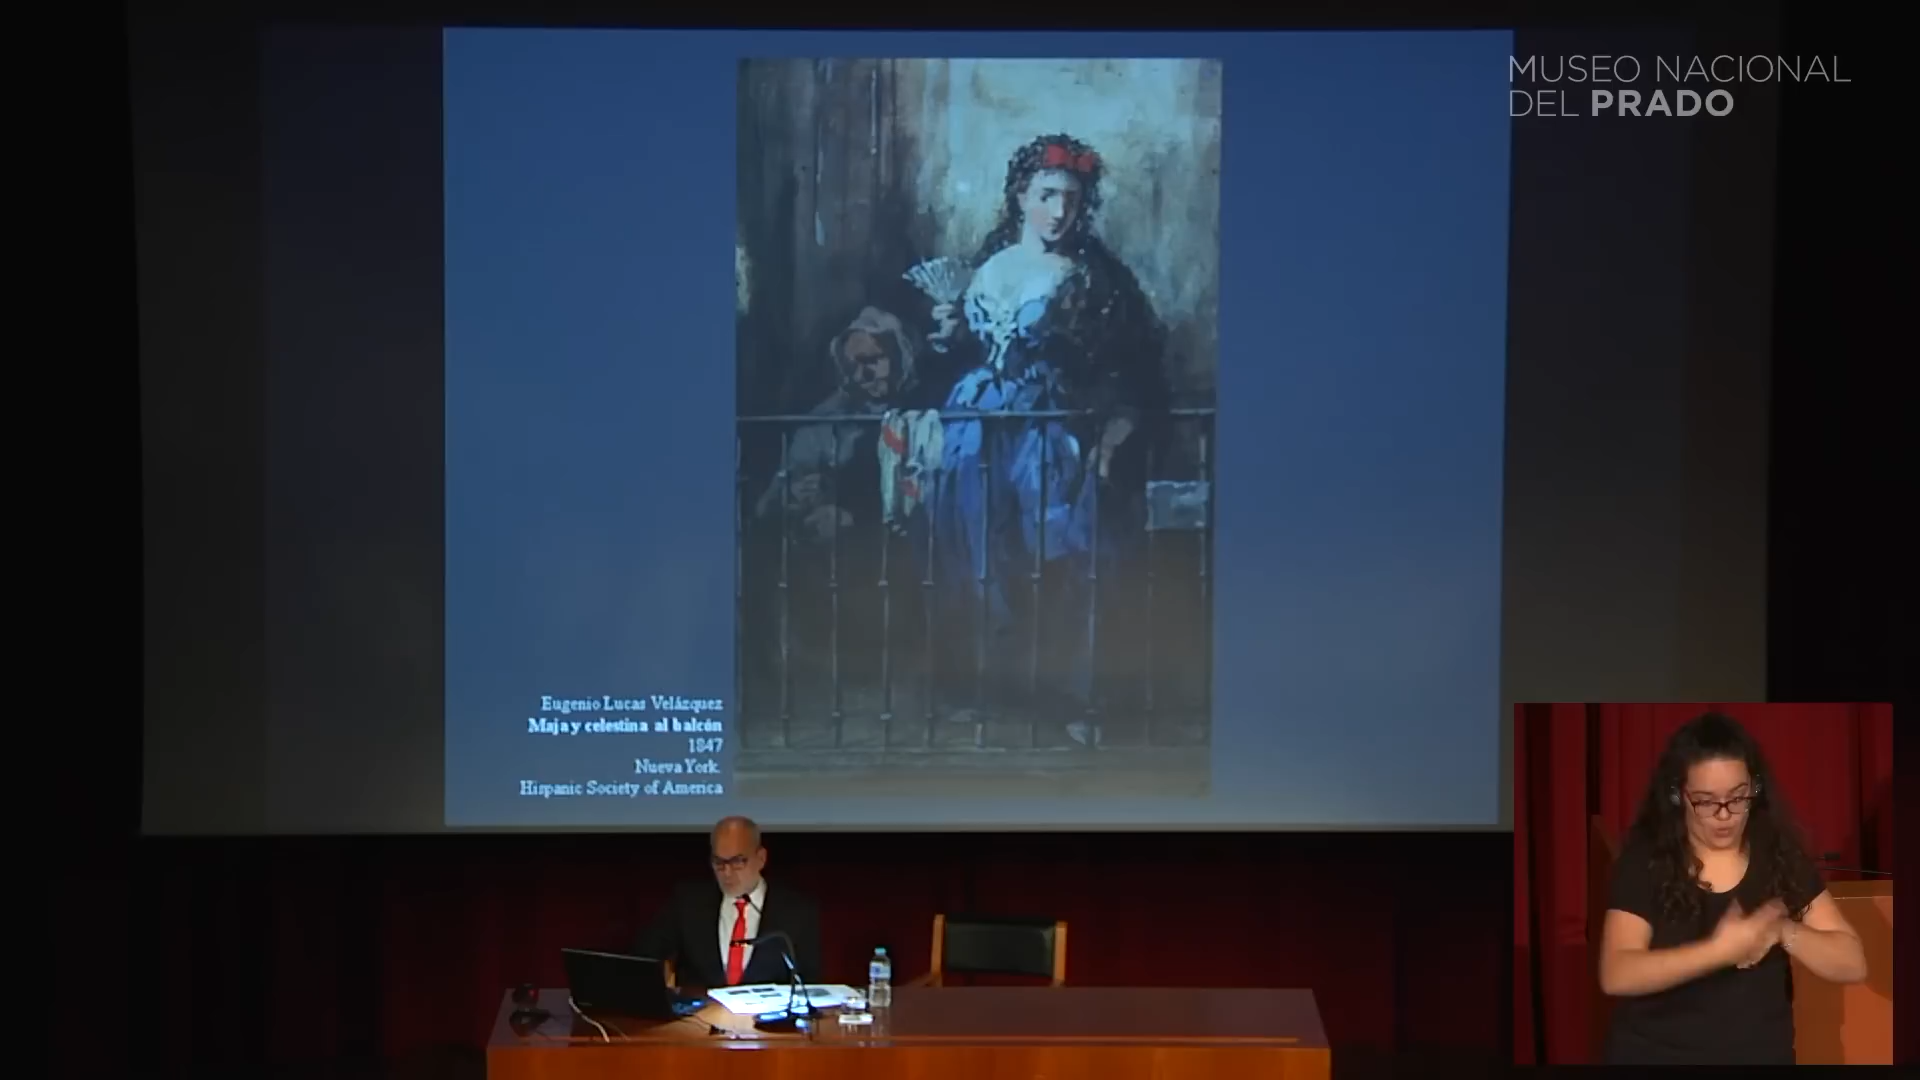 MUSEO NACIONAL
DEL PRADO
Eugenio Lucas Velázquez
Maja y celestina al balcón
1847
Nueva York.
Hispanic Society of America